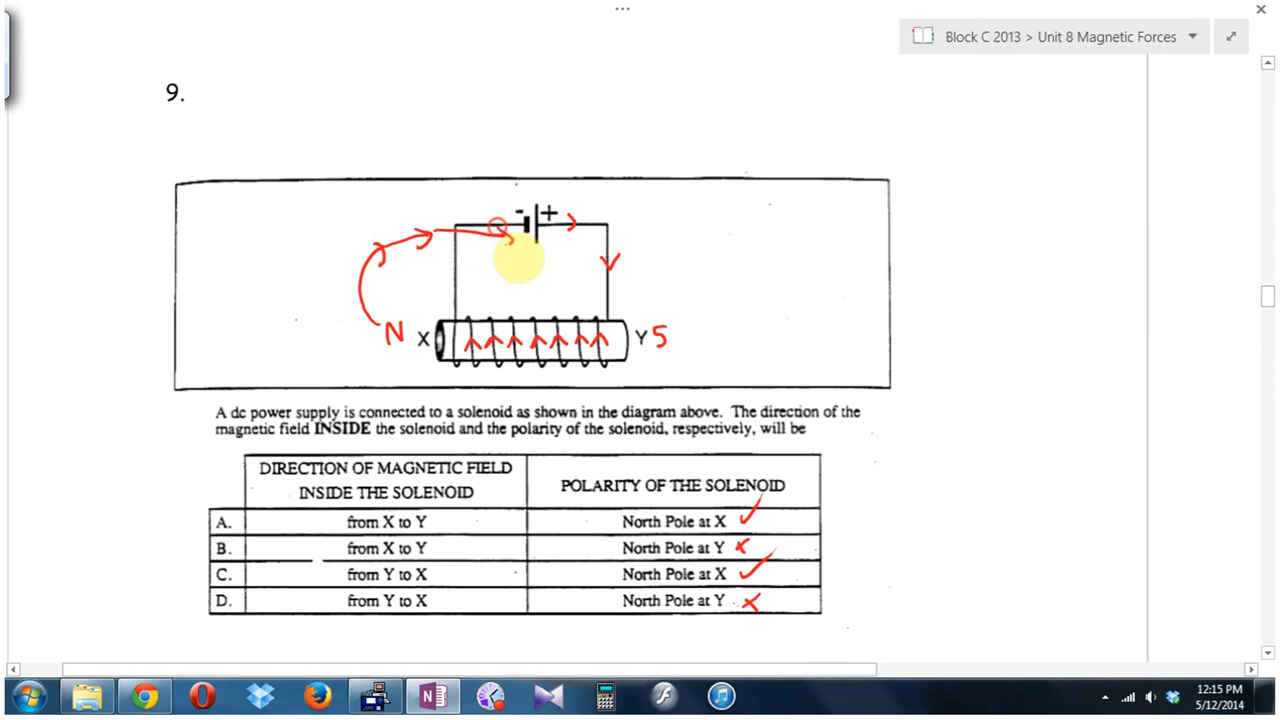 Block C 2013 > Unit 8 Magnetic Forces
9.
- +
N X Y S
A dc power supply is connected to a solenoid as shown in the diagram above. The direction of the
magnetic field INSIDE the solenoid and the polarity of the solenoid, respectively, will be
DIRECTION OF MAGNETIC FIELD
INSIDE THE SOLENOID
POLARITY OF THE SOLENOID
A. from X to Y North Pole at X
B. from X to Y North Pole at Y
C. from Y to X North Pole at X
D. from Y to X North Pole at Y
12:15 PM
5/12/2014